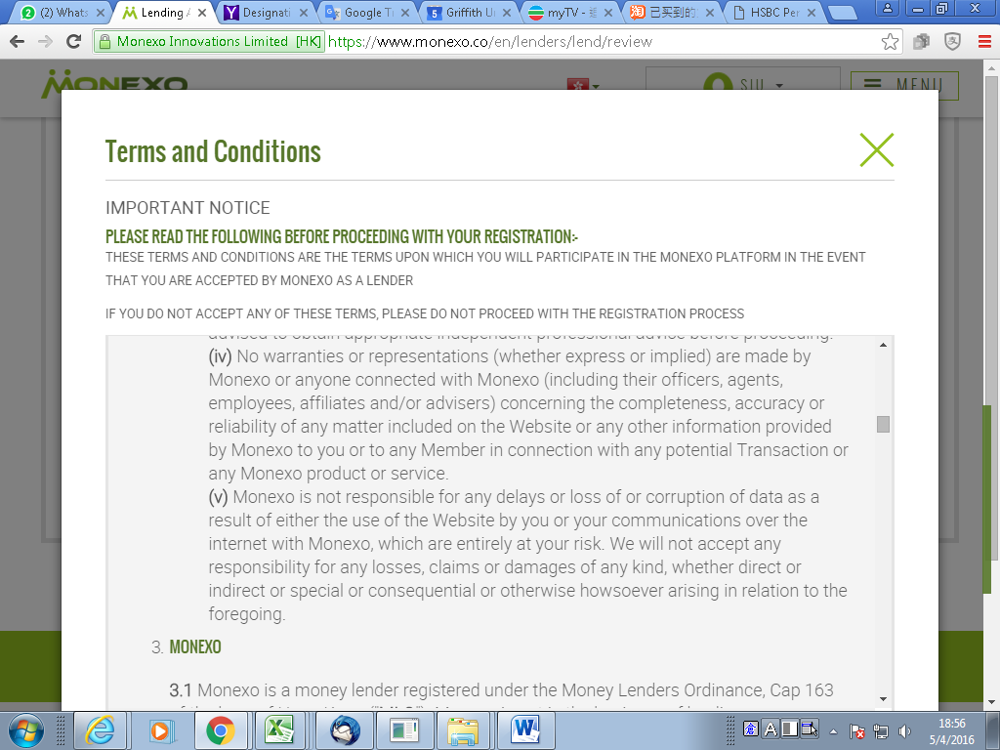 (2) Whats
Lending
Designati
Google Tr
Griffith Un
myTV -
已买到的
HSBC Per
Monexo Innovations Limited [HK] https://www.monexo.co/en/lenders/lend/review
MONEXO
SIU
MENU
Terms and Conditions
IMPORTANT NOTICE
PLEASE READ THE FOLLOWING BEFORE PROCEEDING WITH YOUR REGISTRATION:-
THESE TERMS AND CONDITIONS ARE THE TERMS UPON WHICH YOU WILL PARTICIPATE IN THE MONEXO PLATFORM IN THE EVENT
THAT YOU ARE ACCEPTED BY MONEXO AS A LENDER
IF YOU DO NOT ACCEPT ANY OF THESE TERMS, PLEASE DO NOT PROCEED WITH THE REGISTRATION PROCESS
advised to obtain appropriate independent professional advice before proceeding.
(iv) No warranties or representations (whether express or implied) are made by
Monexo or anyone connected with Monexo (including their officers, agents,
employees, affiliates and/or advisers) concerning the completeness, accuracy or
reliability of any matter included on the Website or any other information provided
by Monexo to you or to any Member in connection with any potential Transaction or
any Monexo product or service.
(v) Monexo is not responsible for any delays or loss of or corruption of data as a
result of either the use of the Website by you or your communications over the
internet with Monexo, which are entirely at your risk. We will not accept any
responsibility for any losses, claims or damages of any kind, whether direct or
indirect or special or consequential or otherwise howsoever arising in relation to the
foregoing.
3. MONEXO
3.1 Monexo is a money lender registered under the Money Lenders Ordinance, Cap 163
18:56
5/4/2016